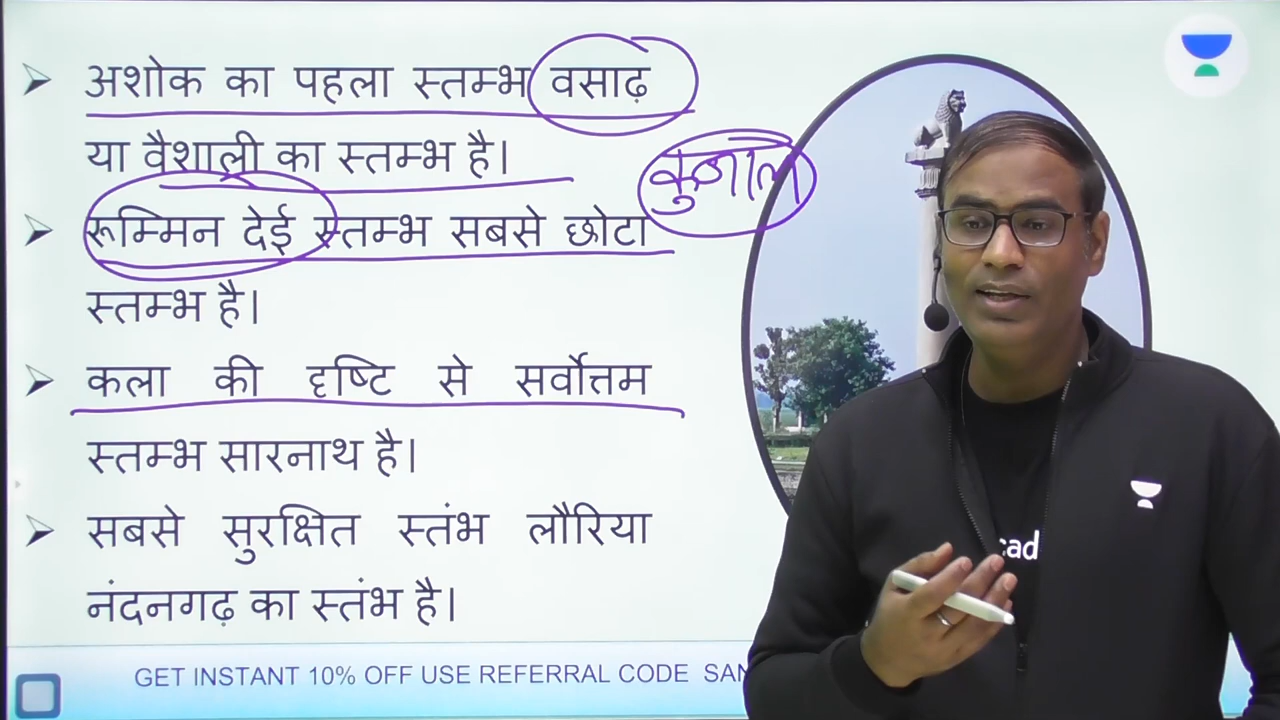 अशोक का पहला स्तम्भ वसाढ़
या वैशाली का स्तम्भ है।
कुणाल
रूम्मिन देई स्तम्भ सबसे छोटा
स्तम्भ है।
कला की दृष्टि से सर्वोत्तम
स्तम्भ सारनाथ है।
सबसे सुरक्षित स्तंभ लौरिया
नंदनगढ़ का स्तंभ है।
GET INSTANT 10% OFF USE REFERRAL CODE